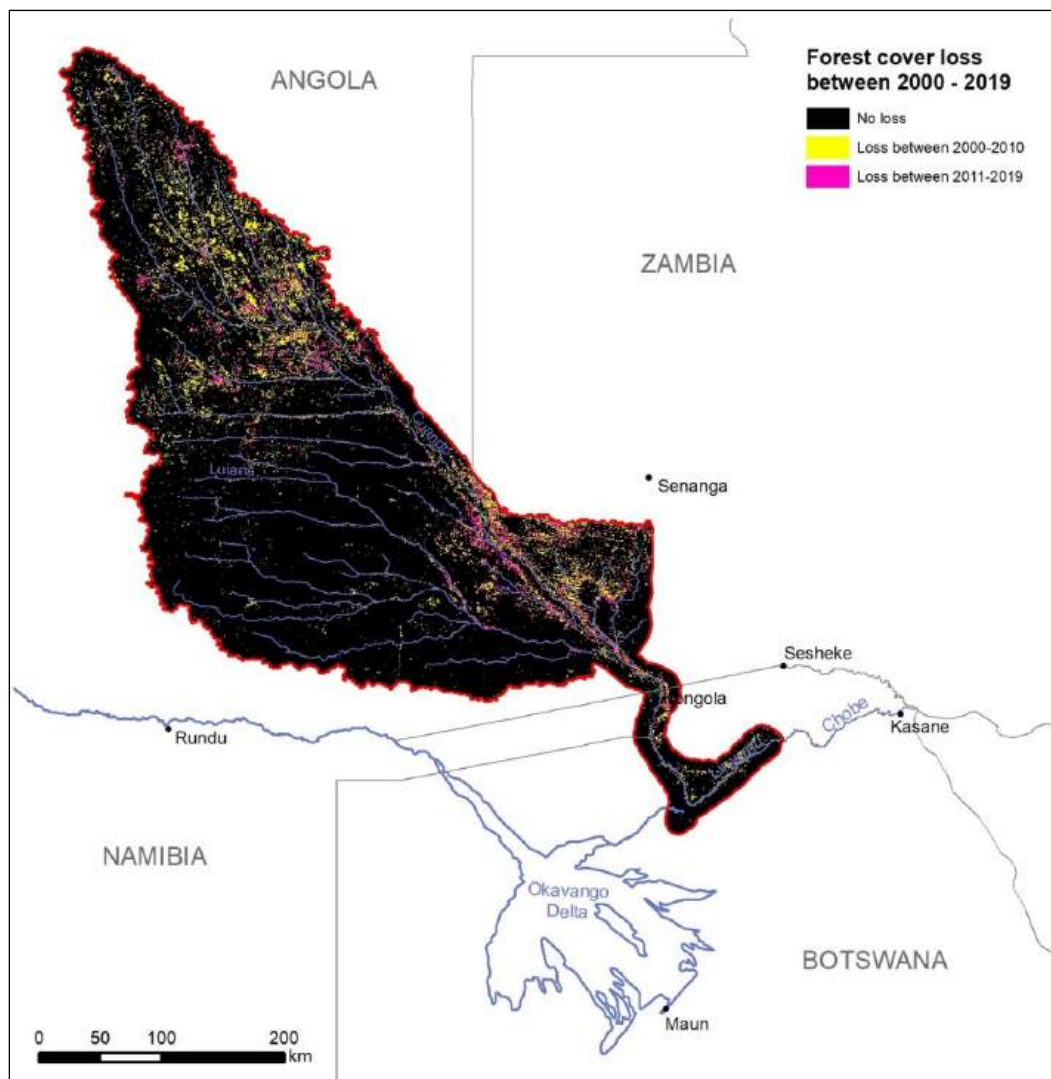 Forest cover loss
between 2000 - 2019
No loss
Loss between 2000-2010
Loss between 2011-2019
ANGOLA
ZAMBIA
Cuando
Luiana
Senanga
Sesheke
Chobe
Kasane
Rundu
NAMIBIA
Okavango
Delta
BOTSWANA
Maun
0 50 100 200
km